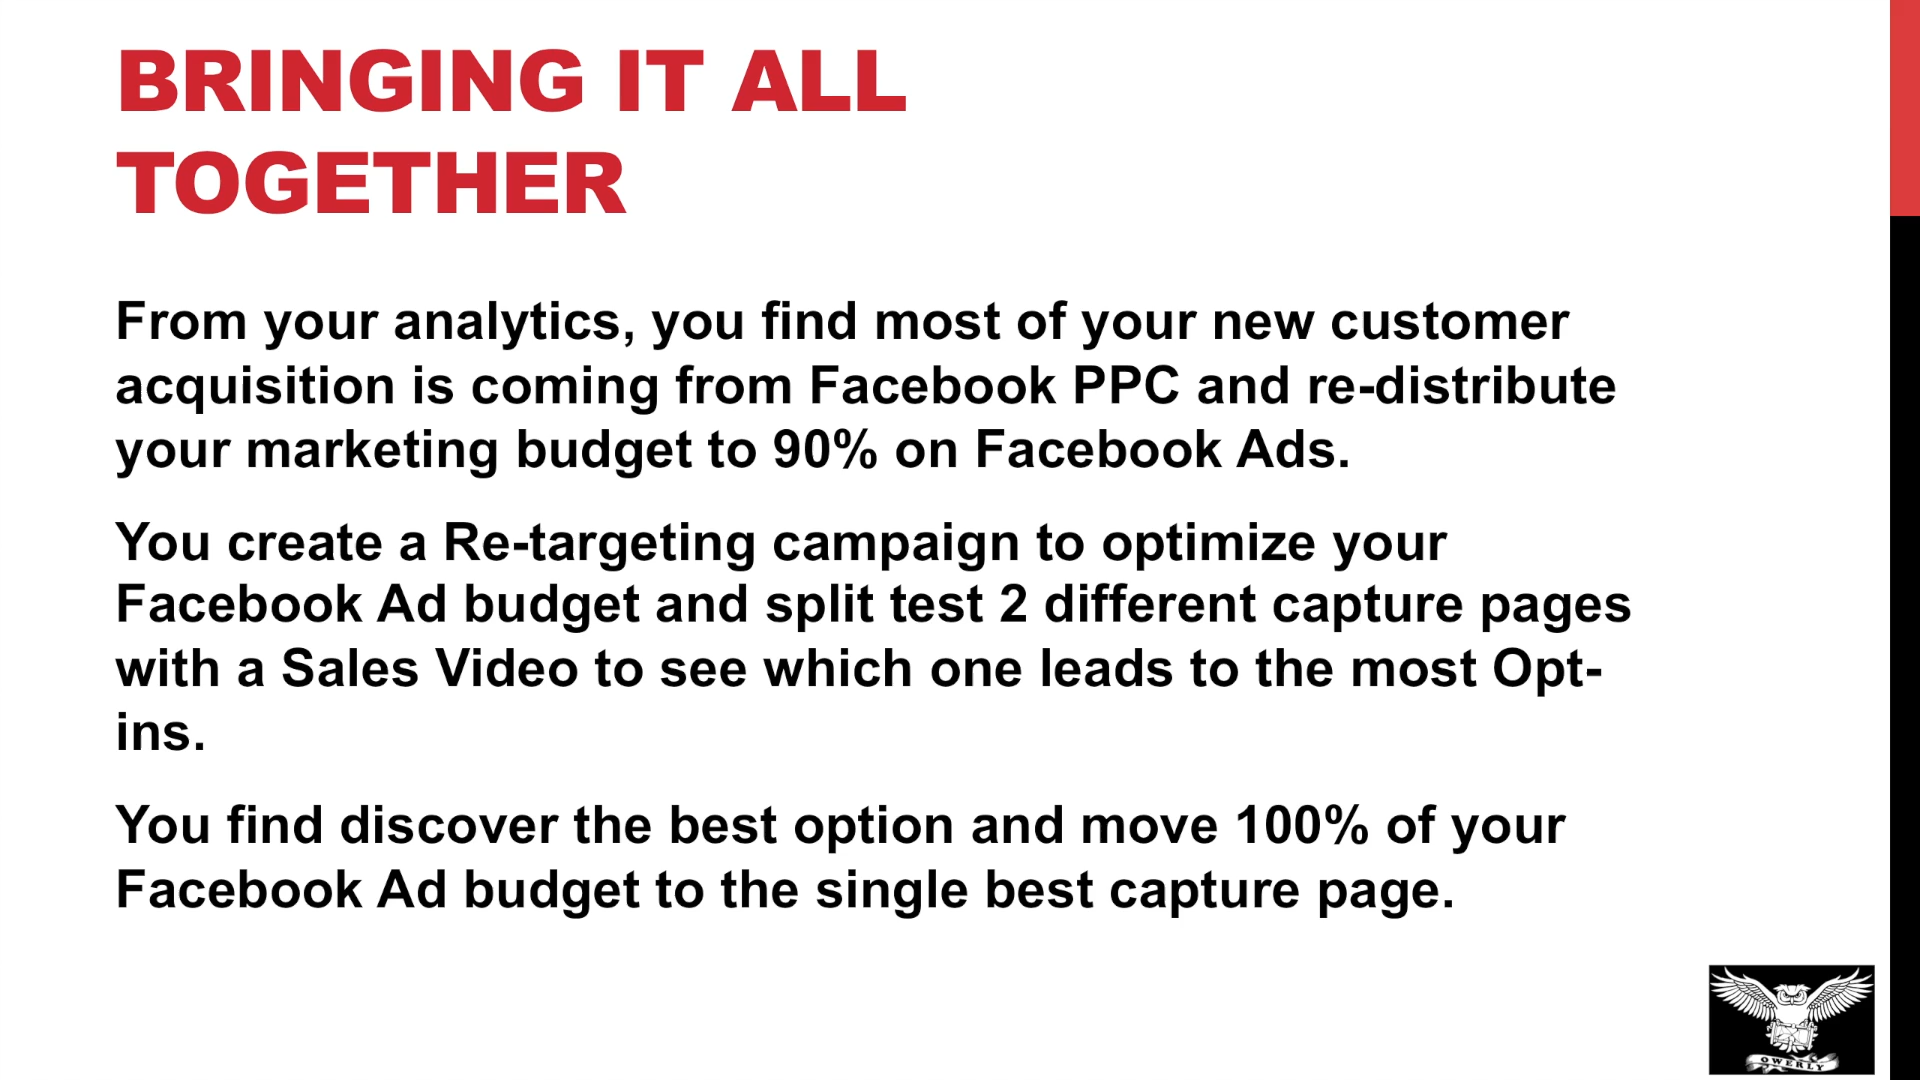 BRINGING IT ALL
TOGETHER
From your analytics, you find most of your new customer
acquisition is coming from Facebook PPC and re-distribute
your marketing budget to 90% on Facebook Ads.
You create a Re-targeting campaign to optimize your
Facebook Ad budget and split test 2 different capture pages
with a Sales Video to see which one leads to the most Opt-
ins.
You find discover the best option and move 100% of your
Facebook Ad budget to the single best capture page.
OWERLY